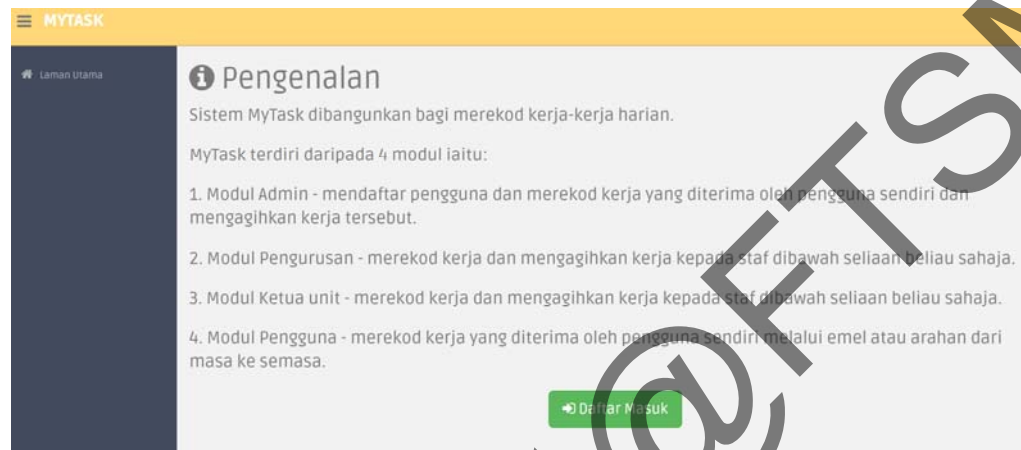 MYTASK
Laman Utama
Pengenalan
Sistem MyTask dibangunkan bagi merekod kerja-kerja harian.
MyTask terdiri daripada 4 modul iaitu:
1. Modul Admin - mendaftar pengguna dan merekod kerja yang diterima oleh pengguna sendiri dan
mengagihkan kerja tersebut.
2. Modul Pengurusan - merekod kerja dan mengagihkan kerja kepada staf dibawah seliaan beliau sahaja.
3. Modul Ketua unit - merekod kerja dan mengagihkan kerja kepada staf dibawah seliaan beliau sahaja.
4. Modul Pengguna - merekod kerja yang diterima oleh pengguna sendiri melalui emel atau arahan dari
masa ke semasa.
Daftar Masuk
@FTSM